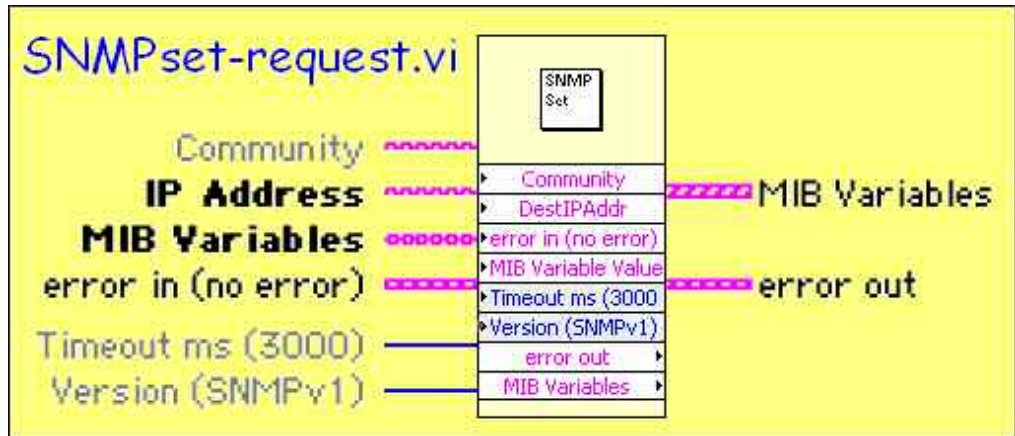 SNMPset-request.vi
SNMP
Set
Community
IP Address
MIB Variables
error in (no error)
Timeout ms (3000)
Version (SNMPv1)
Community
DestIPAddr
error in (no error)
MIB Variable Value
Timeout ms (3000
Version (SNMPv1)
error out
MIB Variables
MIB Variables
error out